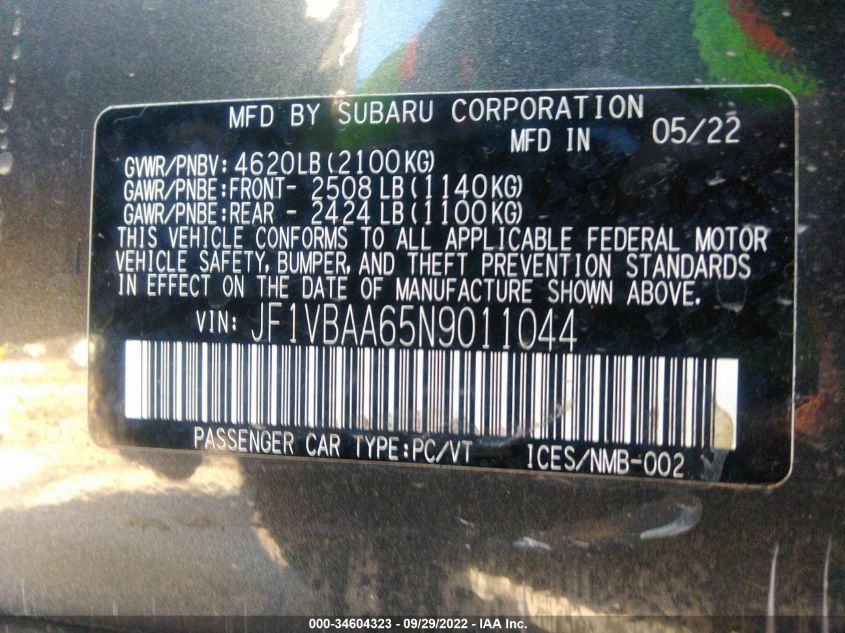 MFD BY SUBARU CORPORATION
MFD IN 05/22
GVWR/PNBV: 4620LB(2100KG)
GAWR/PNBE:FRONT- 2508 LB(1140KG)
GAWR/PNBE:REAR - 2424 LB(1100KG)
THIS VEHICLE CONFORMS TO ALL APPLICABLE FEDERAL MOTOR
VEHICLE SAFETY, BUMPER, AND THEFT PREVENTION STANDARDS
IN EFFECT ON THE DATE OF MANUFACTURE SHOWN ABOVE.
VIN: JF1VBAA65N9011044
PASSENGER CAR TYPE:PC/VT ICES/NMB-002
000-34604323 - 09/29/2022 - IAA Inc.